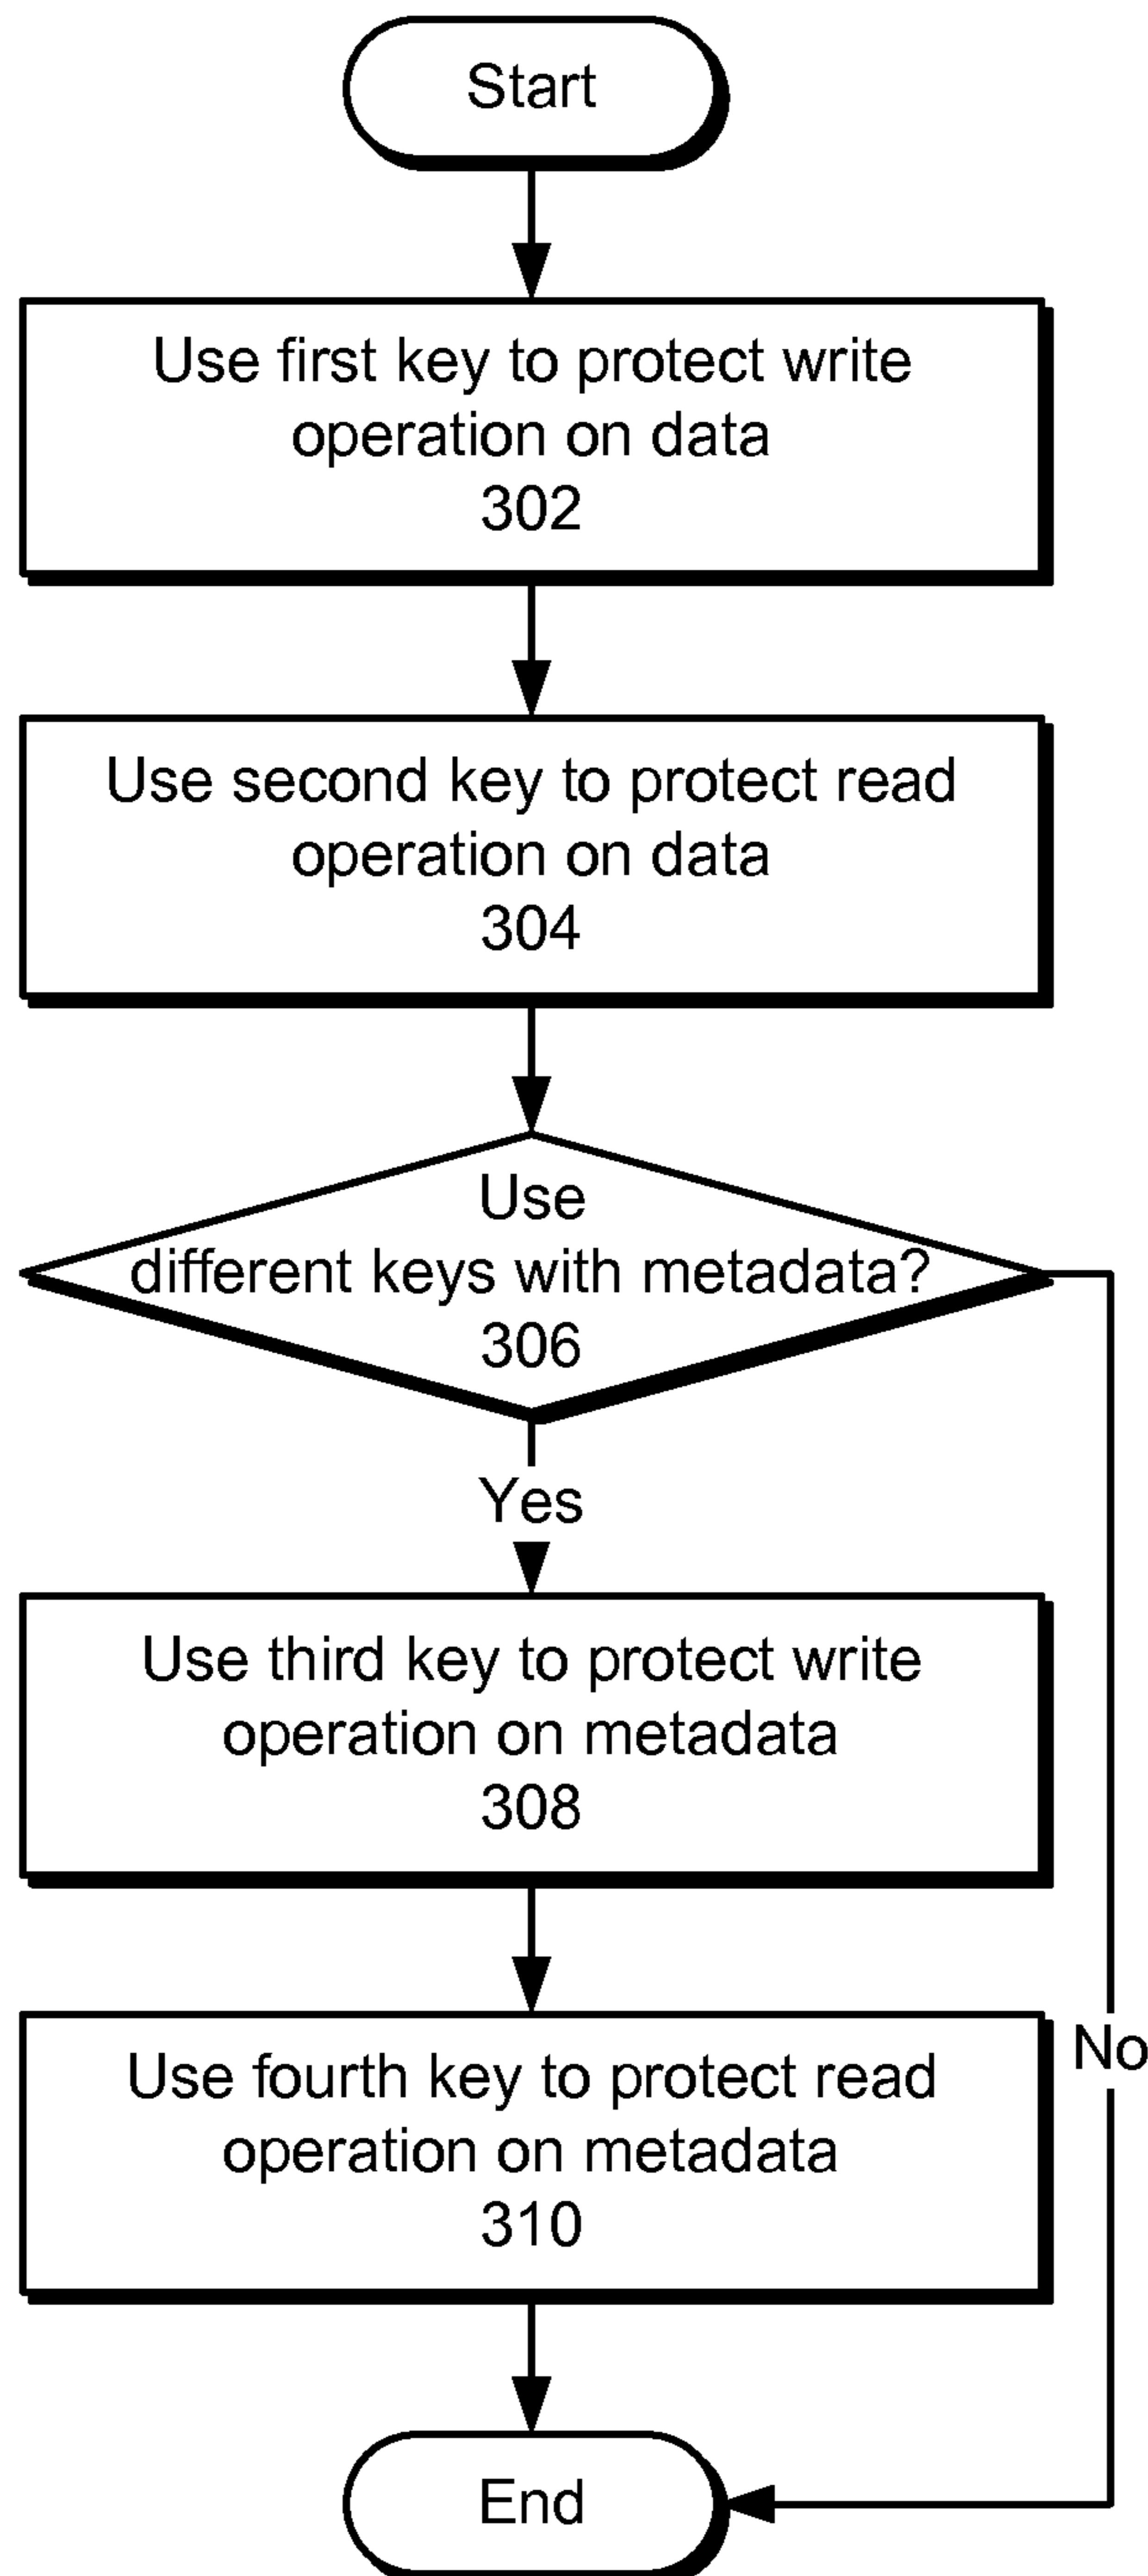 Start
Use first key to protect write
operation on data
302
Use second key to protect read
operation on data
304
Use
different keys with metadata?
306
Yes
Use third key to protect write
operation on metadata
308
Use fourth key to protect read
operation on metadata
310
No
End